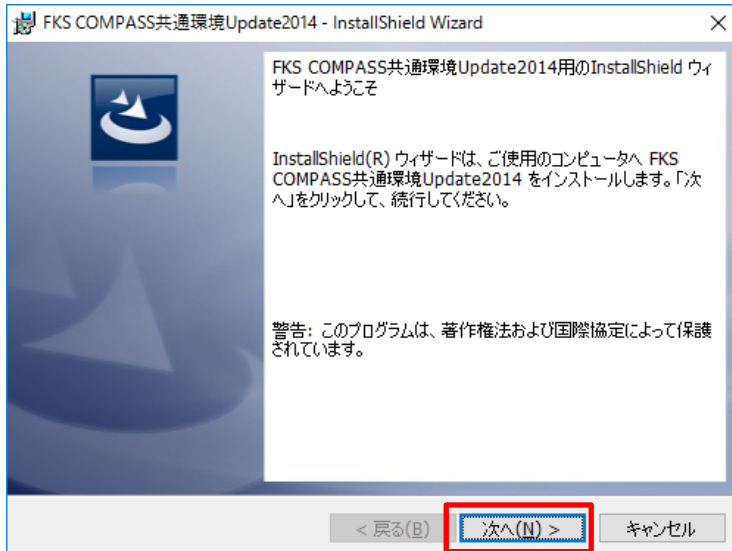 FKS COMPASS共通環境Update2014 - InstallShield Wizard
FKS COMPASS共通環境Update2014用のInstallShield ウィ
ザードへようこそ
InstallShield(R) ウィザードは、ご使用のコンピュータへ FKS
COMPASS共通環境Update2014 をインストールします。「次
へ」をクリックして、続行してください。
警告: このプログラムは、著作権法および国際協定によって保護
されています。
< 戻る(B) 次へ(N) > キャンセル